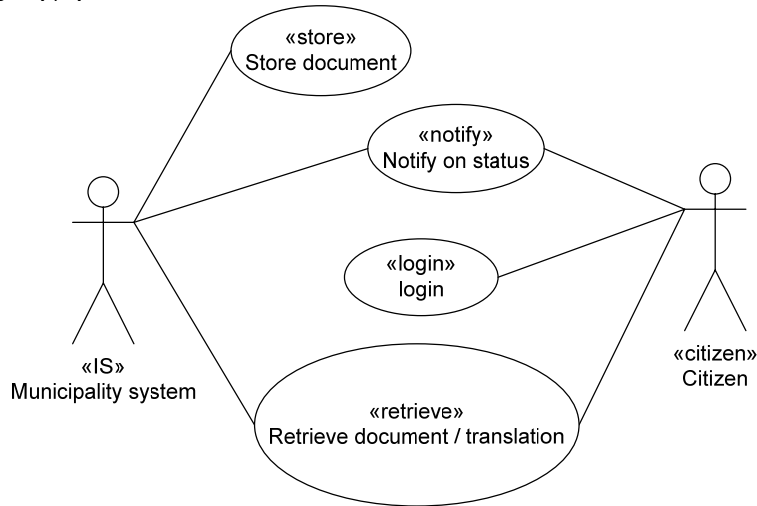 «store»
Store document
«notify»
Notify on status
«login»
login
«IS»
Municipality system
«citizen»
Citizen
«retrieve»
Retrieve document / translation